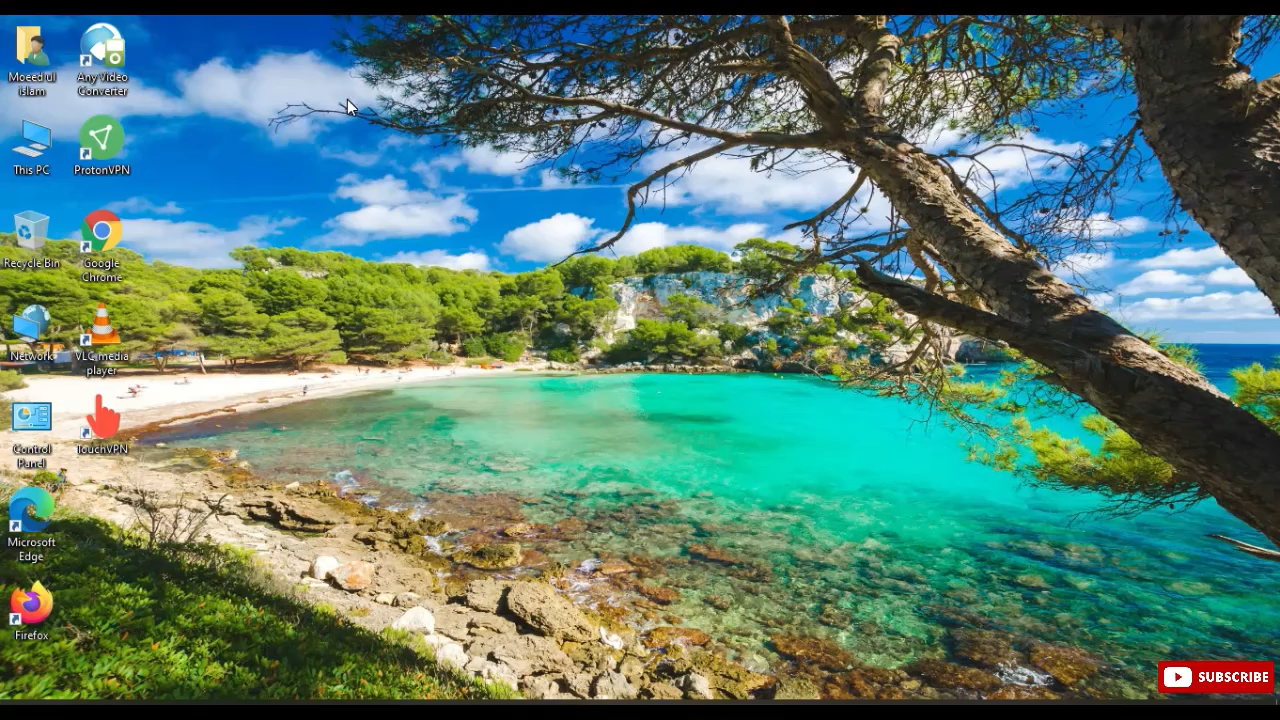 Moeed ul
islam
Any Video
Converter
This PC
ProtonVPN
Recycle Bin
Google
Chrome
Network
VLC media
player
Control
Panel
TouchVPN
Microsoft
Edge
Firefox
SUBSCRIBE